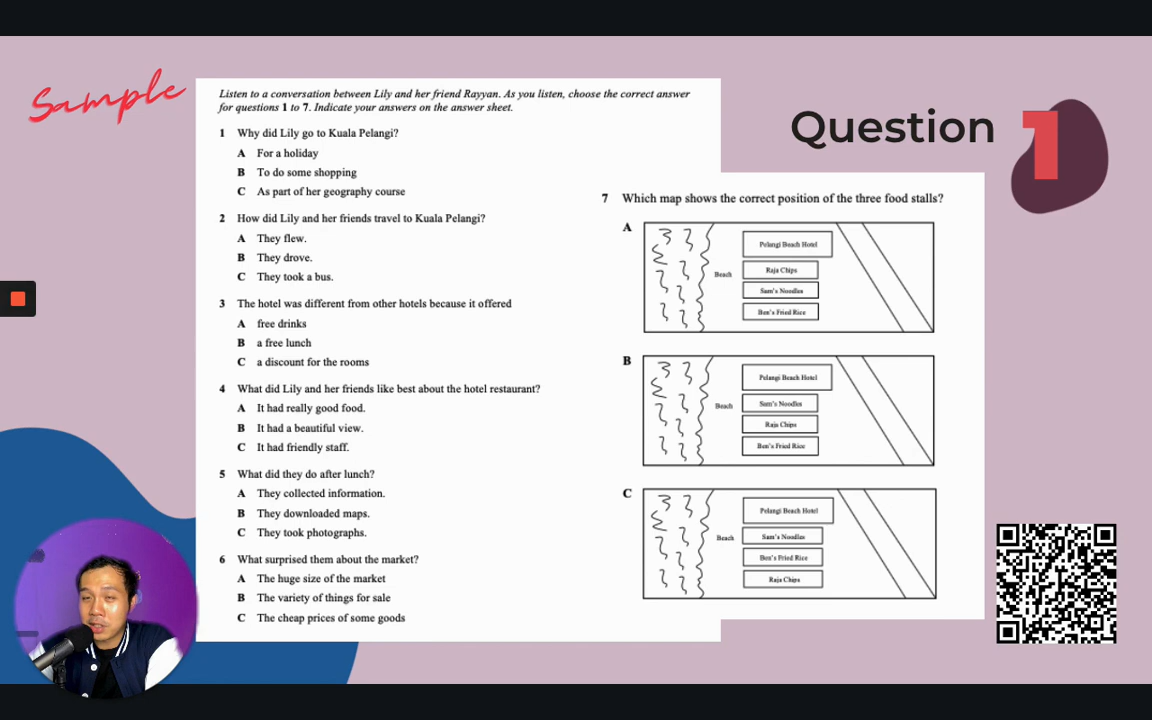 Sample
Question 1
Listen to a conversation between Lily and her friend Rayyan. As you listen, choose the correct answer
for questions 1 to 7. Indicate your answers on the answer sheet.
1 Why did Lily go to Kuala Pelangi?
A For a holiday
B To do some shopping
C As part of her geography course
2 How did Lily and her friends travel to Kuala Pelangi?
A They flew.
B They drove.
C They took a bus.
3 The hotel was different from other hotels because it offered
A free drinks
B a free lunch
C a discount for the rooms
4 What did Lily and her friends like best about the hotel restaurant?
A It had really good food.
B It had a beautiful view.
C It had friendly staff.
5 What did they do after lunch?
A They collected information.
B They downloaded maps.
C They took photographs.
6 What surprised them about the market?
A The huge size of the market
B The variety of things for sale
C The cheap prices of some goods
7 Which map shows the correct position of the three food stalls?
A
Pelangi Beach Hotel
Beach
Raja Chips
Sam's Noodles
Ben's Fried Rice
B
Pelangi Beach Hotel
Beach
Sam's Noodles
Raja Chips
Ben's Fried Rice
C
Pelangi Beach Hotel
Beach
Sam's Noodles
Ben's Fried Rice
Raja Chips